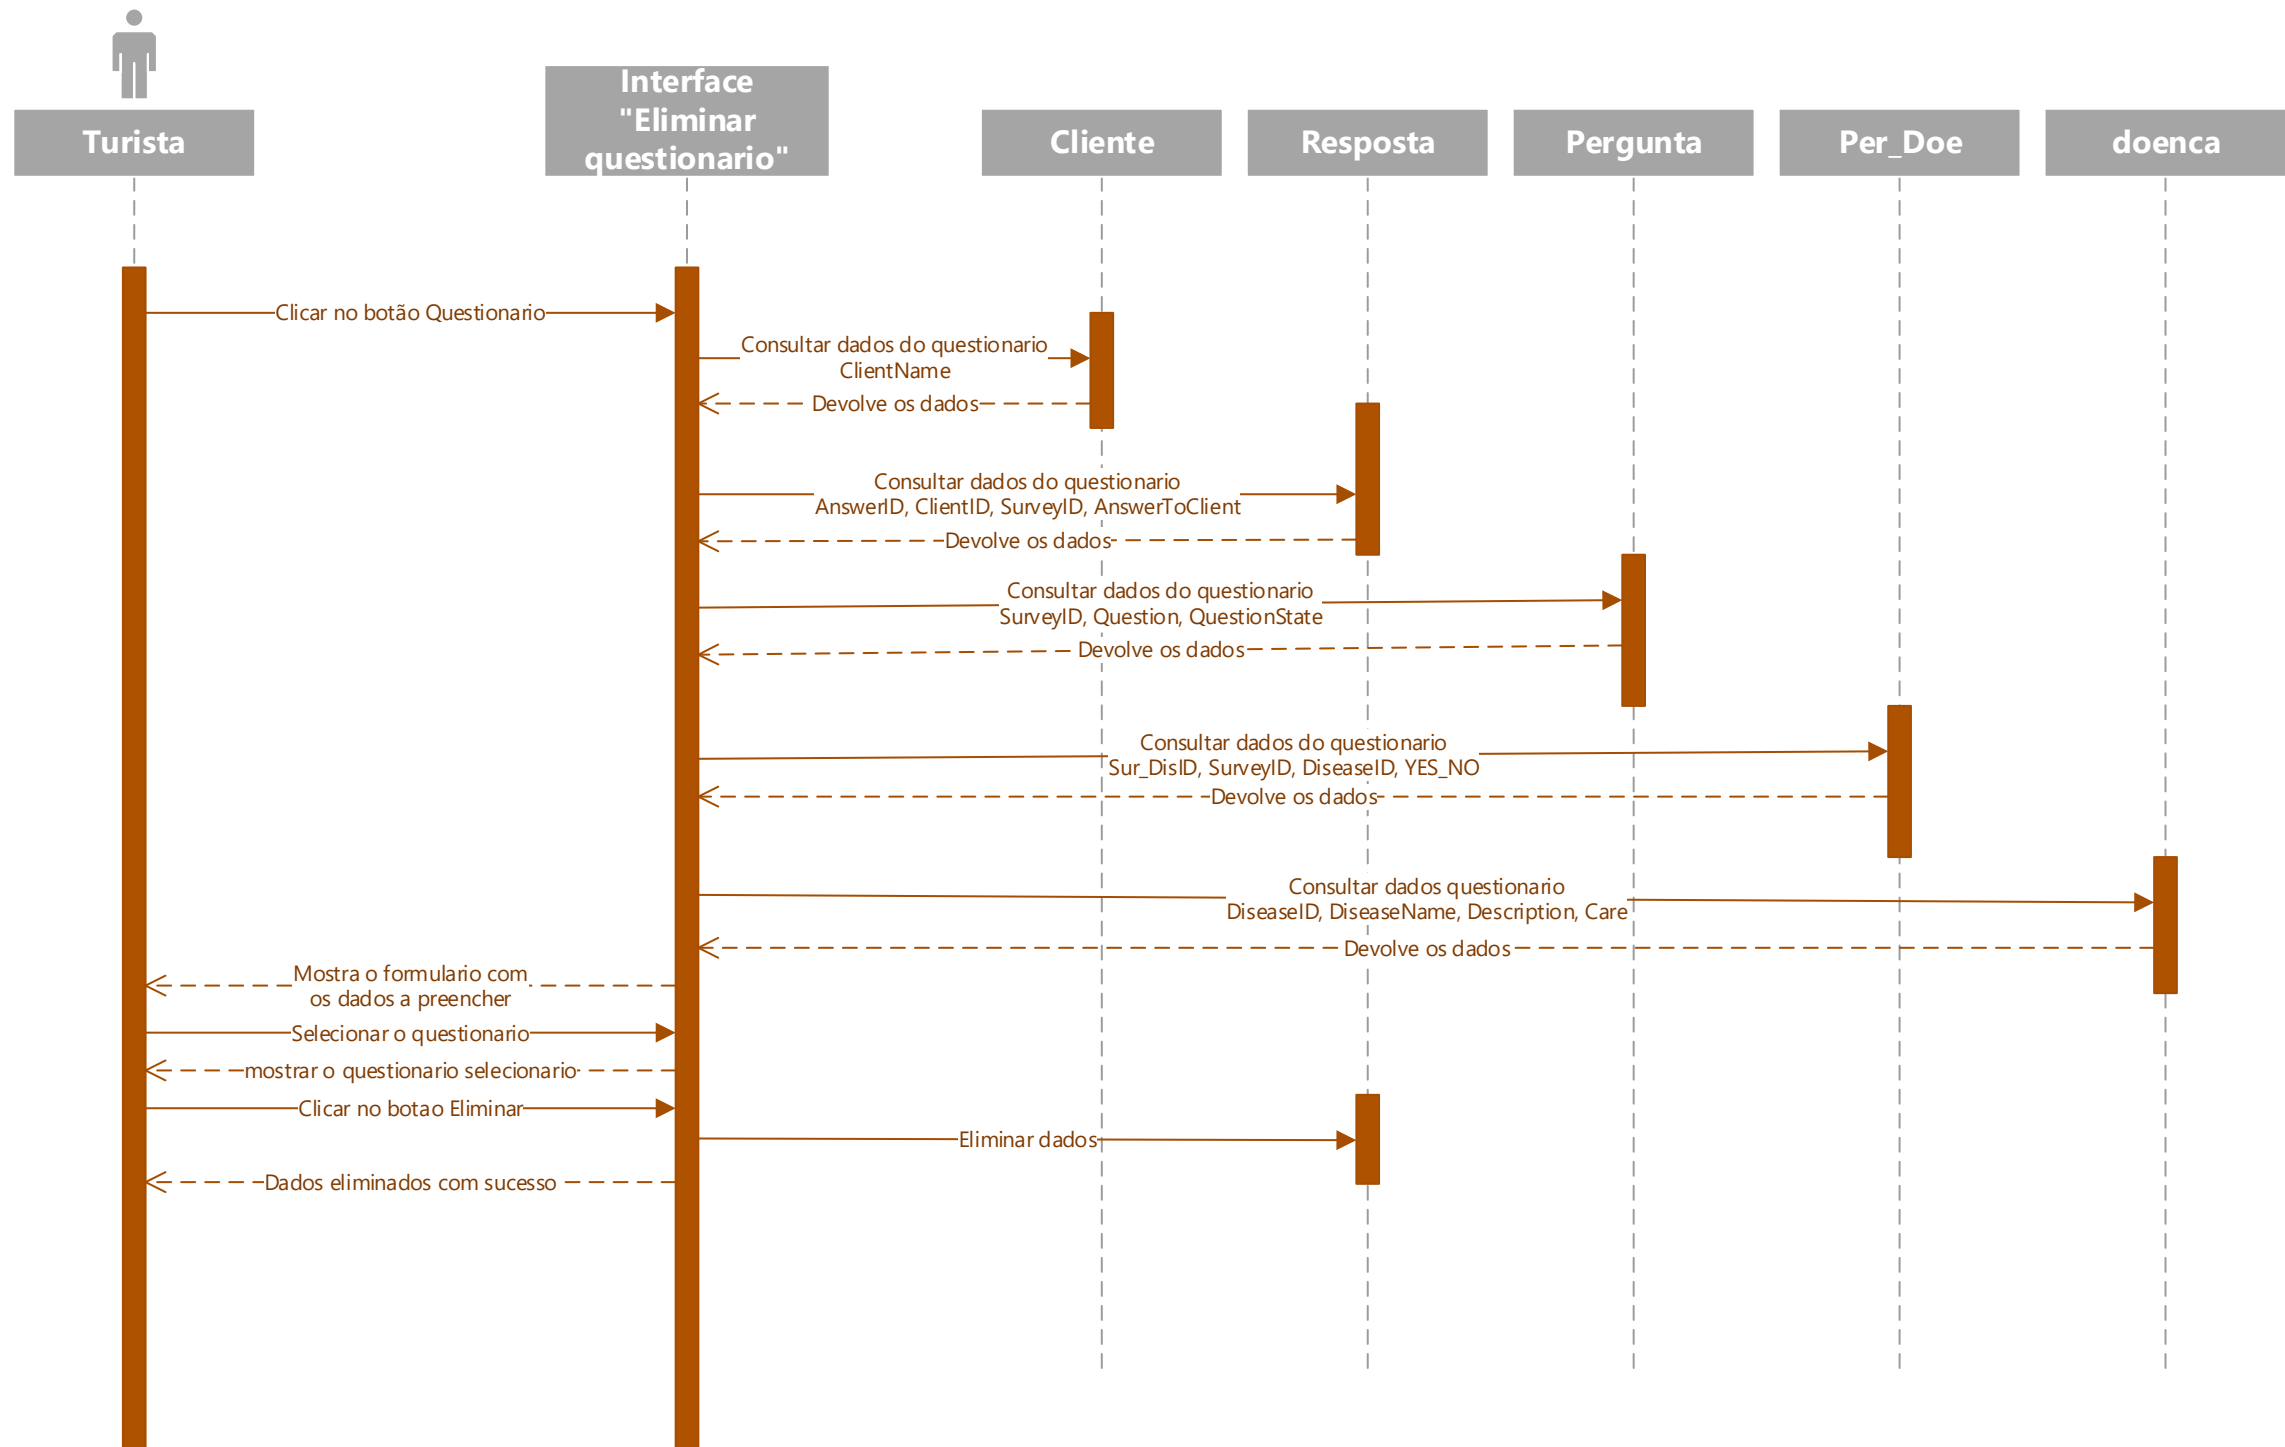 Turista
Interface
"Eliminar
questionario"
Cliente
Resposta
Pergunta
Per_Doe
doenca
Clicar no botão Questionario
Consultar dados do questionario
ClientName
Devolve os dados
Consultar dados do questionario
AnswerID, ClientID, SurveyID, AnswerToClient
Devolve os dados
Consultar dados do questionario
SurveyID, Question, QuestionState
Devolve os dados
Consultar dados do questionario
Sur_DisID, SurveyID, DiseaseID, YES_NO
Devolve os dados
Consultar dados questionario
DiseaseID, DiseaseName, Description, Care
Devolve os dados
Mostra o formulario com
os dados a preencher
Selecionar o questionario
mostrar o questionario selecionario
Clicar no botao Eliminar
Eliminar dados
Dados eliminados com sucesso